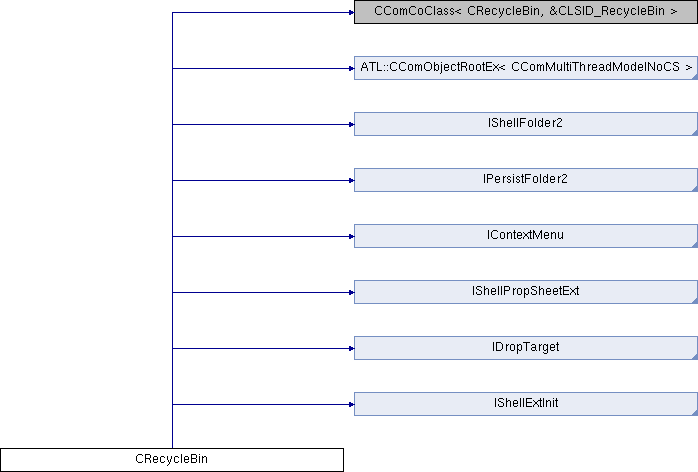 CComCoClass< CRecycleBin, &CLSID_RecycleBin >
ATL::CComObjectRootEx< CComMultiThreadModelNoCS >
IShellFolder2
IPersistFolder2
IContextMenu
IShellPropSheetExt
IDropTarget
IShellExtInit
CRecycleBin